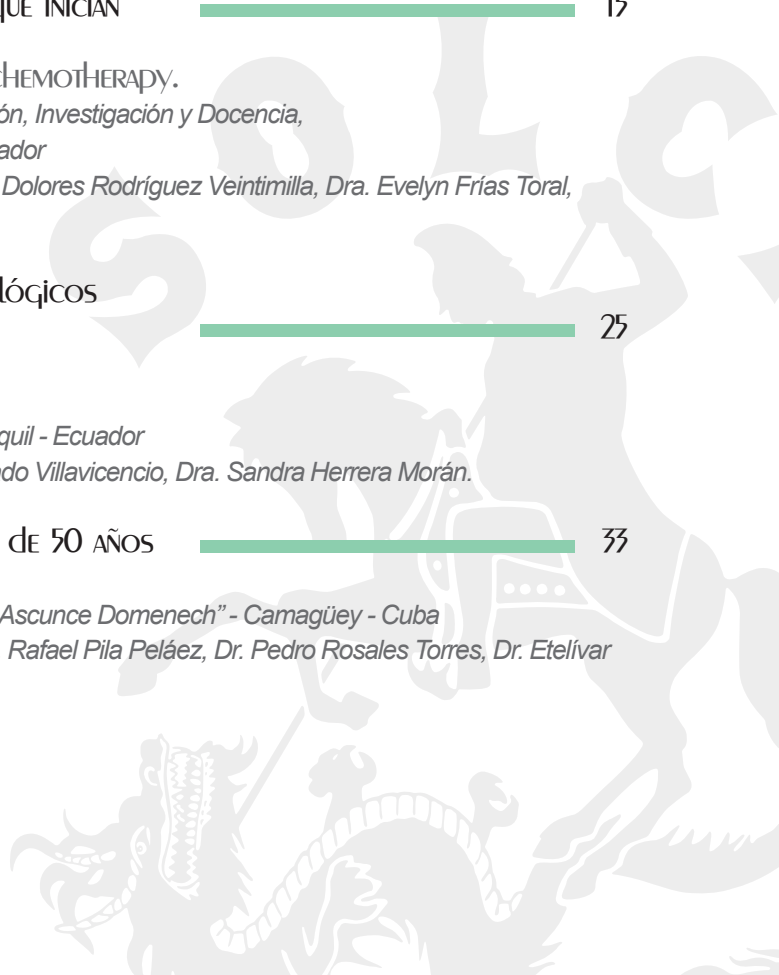 QUE INICIAN 15
CHEMOTHERAPY.
ón, Investigación y Docencia,
ador
Dolores Rodríguez Veintimilla, Dra. Evelyn Frías Toral,
S O L C
lógicos
25
quil - Ecuador
do Villavicencio, Dra. Sandra Herrera Morán.
de 50 años 33
Ascunce Domenech” - Camagüey - Cuba
Rafael Pila Peláez, Dr. Pedro Rosales Torres, Dr. Etelívar